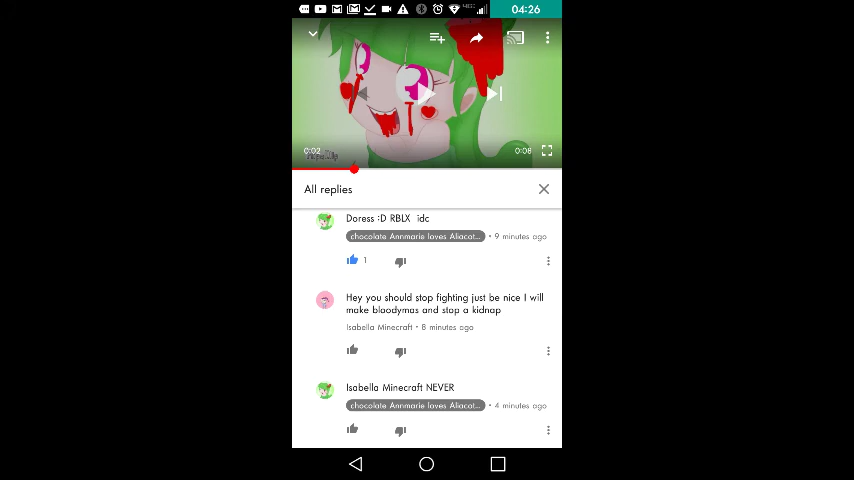 04:26
0:02
0:08
All replies
Doress :D RBLX idc
chocolate Annmarie loves Aliacat... • 9 minutes ago
1
Hey you should stop fighting just be nice I will
make bloodymas and stop a kidnap
Isabella Minecraft • 8 minutes ago
Isabella Minecraft NEVER
chocolate Annmarie loves Aliacat... • 4 minutes ago